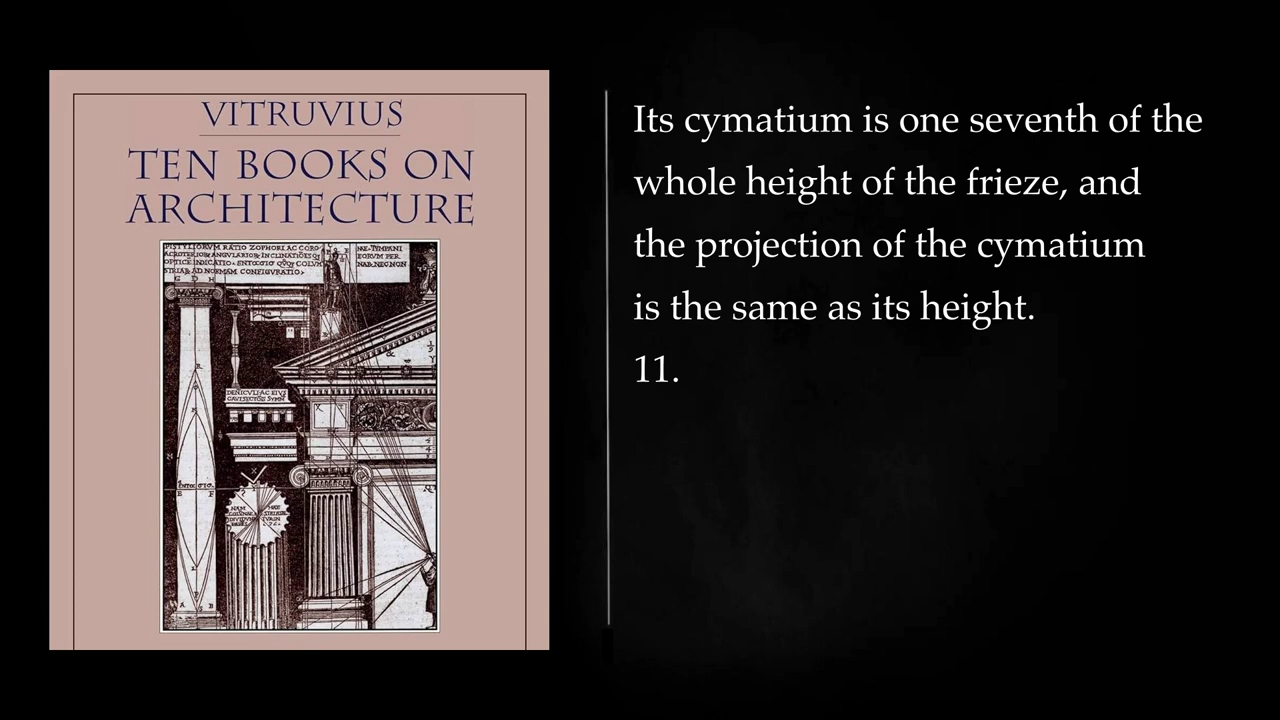 VITRUVIUS
TEN BOOKS ON
ARCHITECTURE
Its cymatium is one seventh of the
whole height of the frieze, and
the projection of the cymatium
is the same as its height.
11.